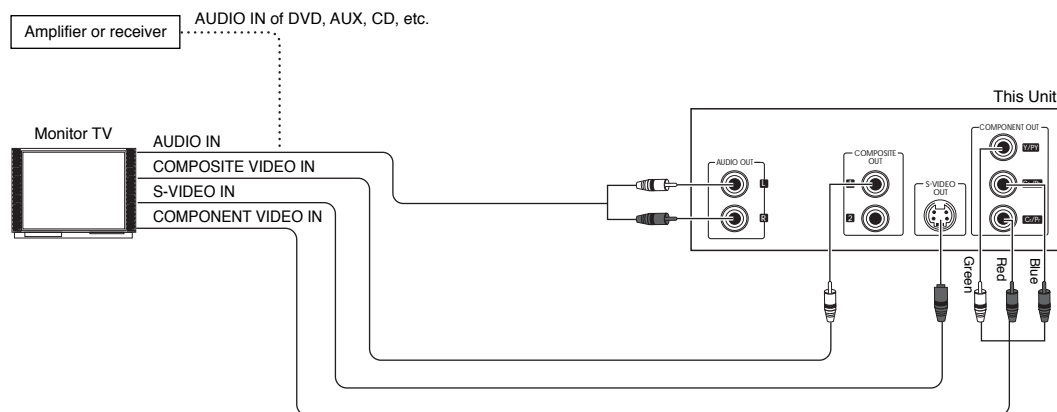 AUDIO IN of DVD, AUX, CD, etc.
Amplifier or receiver
This Unit
Monitor TV
AUDIO IN
COMPOSITE VIDEO IN
S-VIDEO IN
COMPONENT VIDEO IN
AUDIO OUT
L
R
COMPOSITE
OUT
1
2
S-VIDEO
OUT
COMPONENT OUT
Y/PY
CR/PR
Green
Red
Blue